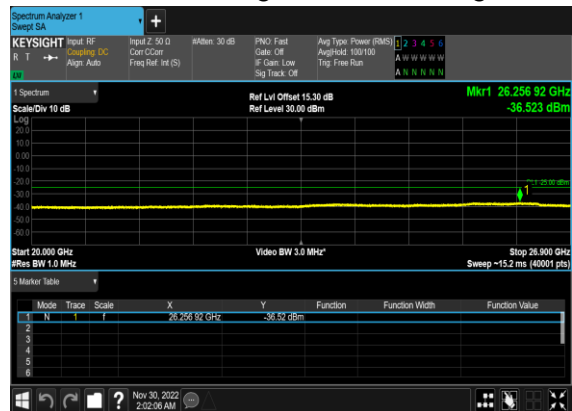 Spectrum Analyzer 1
Swept SA
KEYSIGHT Input: RF Input Z: 50 Ω #Atten: 30 dB PNO: Fast Avg Type: Power (RMS) 1 2 3 4 5 6
R T Coupling: DC Corr CCorr Gate: Off Avg|Hold: 100/100 A W W W W W
Align: Auto Freq Ref: Int (S) IF Gain: Low Trig: Free Run
Sig Track: Off A N N N N N
1 Spectrum Ref Lvl Offset 15.30 dB Mkr1 26.256 92 GHz
Scale/Div 10 dB Ref Level 30.00 dBm -36.523 dBm
Log
20.0
10.0
0.00
-10.0
-20.0
-30.0
-40.0
-50.0
-60.0
1
Start 20.000 GHz Video BW 3.0 MHz* Stop 26.900 GHz
#Res BW 1.0 MHz Sweep ~15.2 ms (40001 pts)
5 Marker Table
Mode Trace Scale X Y Function Function Width Function Value
1 N 1 f 26.256 92 GHz -36.52 dBm
2
3
4
5
6
? Nov 30, 2022
2:02:06 AM